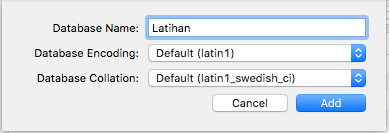 Database Name: Latihan
Database Encoding: Default (latin1)
Database Collation: Default (latin1_swedish_ci)
Cancel Add